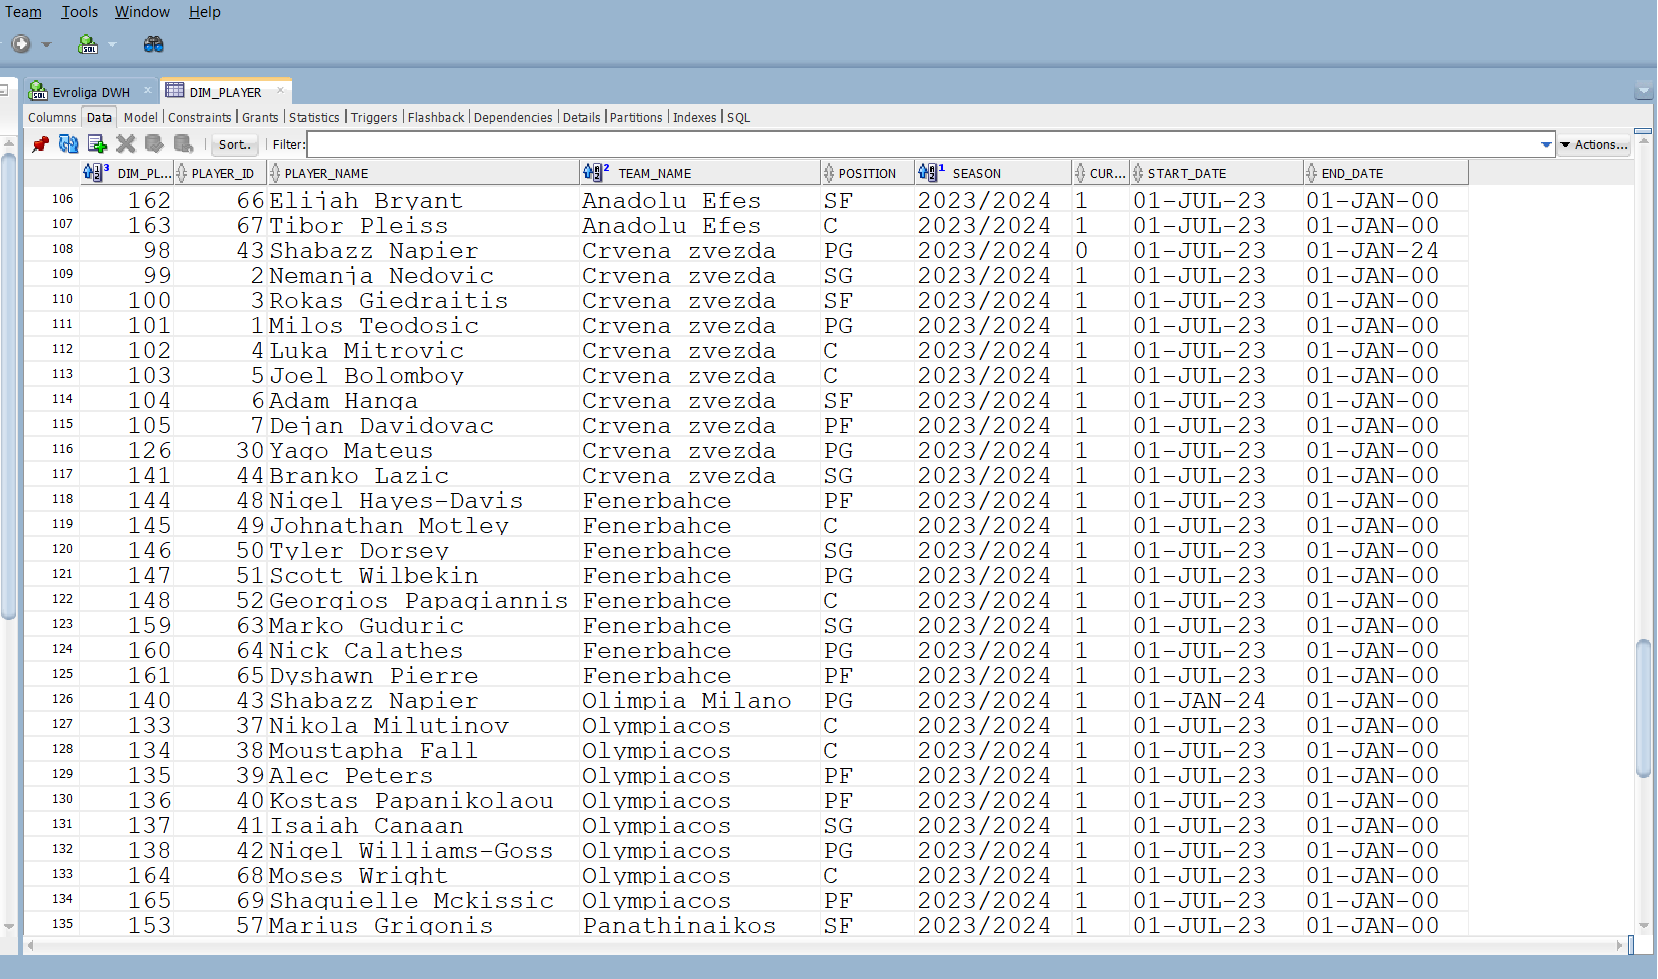 Team Tools Window Help
Evroliga DWH DIM_PLAYER
Columns Data Model Constraints Grants Statistics Triggers Flashback Dependencies Details Partitions Indexes SQL
Sort.. Filter: Actions...
DIM_PL... PLAYER_ID PLAYER_NAME TEAM_NAME POSITION SEASON CUR... START_DATE END_DATE
106 162 66 Elijah Bryant Anadolu Efes SF 2023/2024 1 01-JUL-23 01-JAN-00
107 163 67 Tibor Pleiss Anadolu Efes C 2023/2024 1 01-JUL-23 01-JAN-00
108 98 43 Shabazz Napier Crvena zvezda PG 2023/2024 0 01-JUL-23 01-JAN-24
109 99 2 Nemanja Nedovic Crvena zvezda SG 2023/2024 1 01-JUL-23 01-JAN-00
110 100 3 Rokas Giedraitis Crvena zvezda SF 2023/2024 1 01-JUL-23 01-JAN-00
111 101 1 Milos Teodosic Crvena zvezda PG 2023/2024 1 01-JUL-23 01-JAN-00
112 102 4 Luka Mitrovic Crvena zvezda C 2023/2024 1 01-JUL-23 01-JAN-00
113 103 5 Joel Bolomboy Crvena zvezda C 2023/2024 1 01-JUL-23 01-JAN-00
114 104 6 Adam Hanga Crvena zvezda SF 2023/2024 1 01-JUL-23 01-JAN-00
115 105 7 Dejan Davidovac Crvena zvezda PF 2023/2024 1 01-JUL-23 01-JAN-00
116 126 30 Yago Mateus Crvena zvezda PG 2023/2024 1 01-JUL-23 01-JAN-00
117 141 44 Branko Lazic Crvena zvezda SG 2023/2024 1 01-JUL-23 01-JAN-00
118 144 48 Nigel Hayes-Davis Fenerbahce PF 2023/2024 1 01-JUL-23 01-JAN-00
119 145 49 Johnathan Motley Fenerbahce C 2023/2024 1 01-JUL-23 01-JAN-00
120 146 50 Tyler Dorsey Fenerbahce SG 2023/2024 1 01-JUL-23 01-JAN-00
121 147 51 Scott Wilbekin Fenerbahce PG 2023/2024 1 01-JUL-23 01-JAN-00
122 148 52 Georgios Papagiannis Fenerbahce C 2023/2024 1 01-JUL-23 01-JAN-00
123 159 63 Marko Guduric Fenerbahce SG 2023/2024 1 01-JUL-23 01-JAN-00
124 160 64 Nick Calathes Fenerbahce PG 2023/2024 1 01-JUL-23 01-JAN-00
125 161 65 Dyshawn Pierre Fenerbahce PF 2023/2024 1 01-JUL-23 01-JAN-00
126 140 43 Shabazz Napier Olimpia Milano PG 2023/2024 1 01-JAN-24 01-JAN-00
127 133 37 Nikola Milutinov Olympiacos C 2023/2024 1 01-JUL-23 01-JAN-00
128 134 38 Moustapha Fall Olympiacos C 2023/2024 1 01-JUL-23 01-JAN-00
129 135 39 Alec Peters Olympiacos PF 2023/2024 1 01-JUL-23 01-JAN-00
130 136 40 Kostas Papanikolaou Olympiacos PF 2023/2024 1 01-JUL-23 01-JAN-00
131 137 41 Isaiah Canaan Olympiacos SG 2023/2024 1 01-JUL-23 01-JAN-00
132 138 42 Nigel Williams-Goss Olympiacos PG 2023/2024 1 01-JUL-23 01-JAN-00
133 164 68 Moses Wright Olympiacos C 2023/2024 1 01-JUL-23 01-JAN-00
134 165 69 Shaquielle Mckissic Olympiacos PF 2023/2024 1 01-JUL-23 01-JAN-00
135 153 57 Marius Grigonis Panathinaikos SF 2023/2024 1 01-JUL-23 01-JAN-00